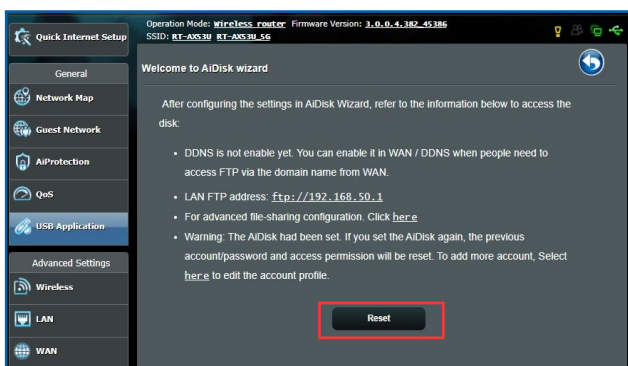 Operation Mode: Wireless router Firmware Version: 3.0.0.4.382_45386
SSID: RT-AX53U RT-AX53U_5G
Quick Internet Setup
General
Network Map
Guest Network
AiProtection
QoS
USB Application
Advanced Settings
Wireless
LAN
WAN
Welcome to AiDisk wizard
After configuring the settings in AiDisk Wizard, refer to the information below to access the
disk:
• DDNS is not enable yet. You can enable it in WAN / DDNS when people need to
access FTP via the domain name from WAN.
• LAN FTP address: ftp://192.168.50.1
• For advanced file-sharing configuration. Click here
• Warning: The AiDisk had been set. If you set the AiDisk again, the previous
account/password and access permission will be reset. To add more account, Select
here to edit the account profile.
Reset